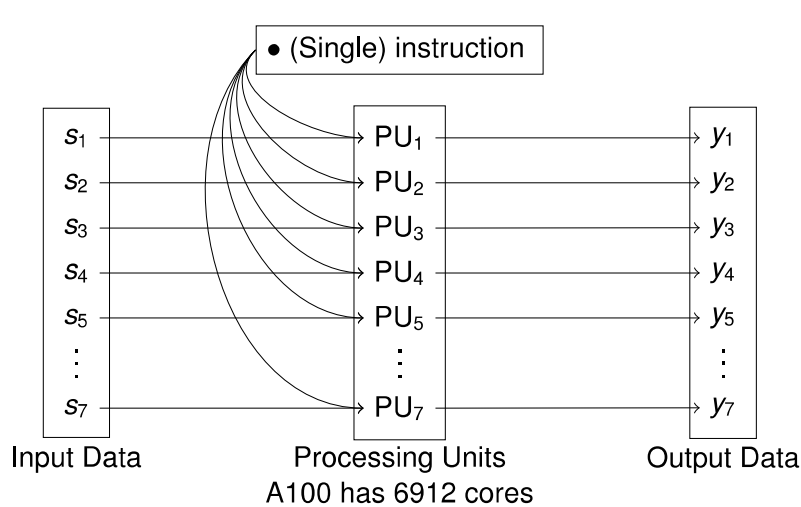 • (Single) instruction
s₁ PU₁ y₁
s₂ PU₂ y₂
s₃ PU₃ y₃
s₄ PU₄ y₄
s₅ PU₅ y₅
⋮ ⋮ ⋮
s₇ PU₇ y₇
Input Data Processing Units Output Data
A100 has 6912 cores